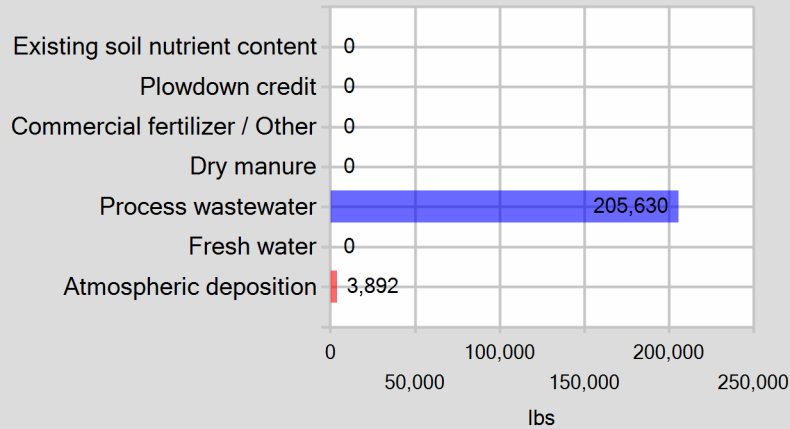 Existing soil nutrient content 0
Plowdown credit 0
Commercial fertilizer / Other 0
Dry manure 0
Process wastewater 205,630
Fresh water 0
Atmospheric deposition 3,892
0 100,000 200,000
50,000 150,000 250,000
lbs